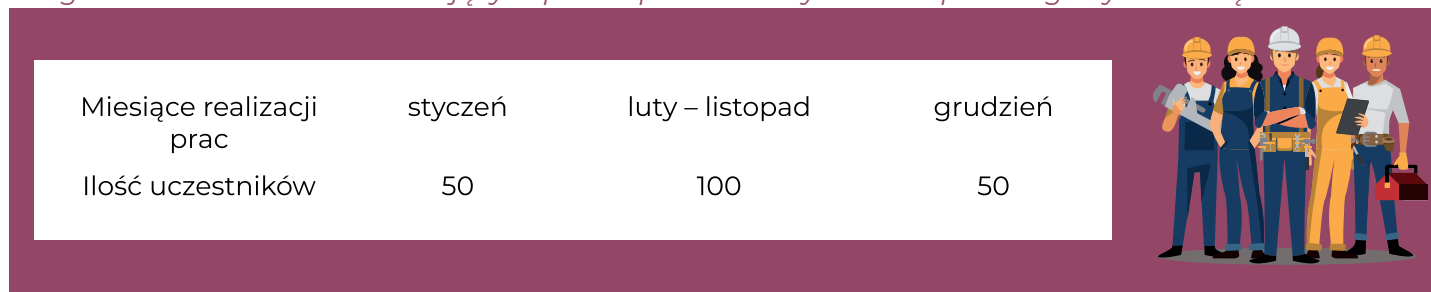 Miesiące realizacji
prac
styczeń
luty – listopad
grudzień
Ilość uczestników
50
100
50